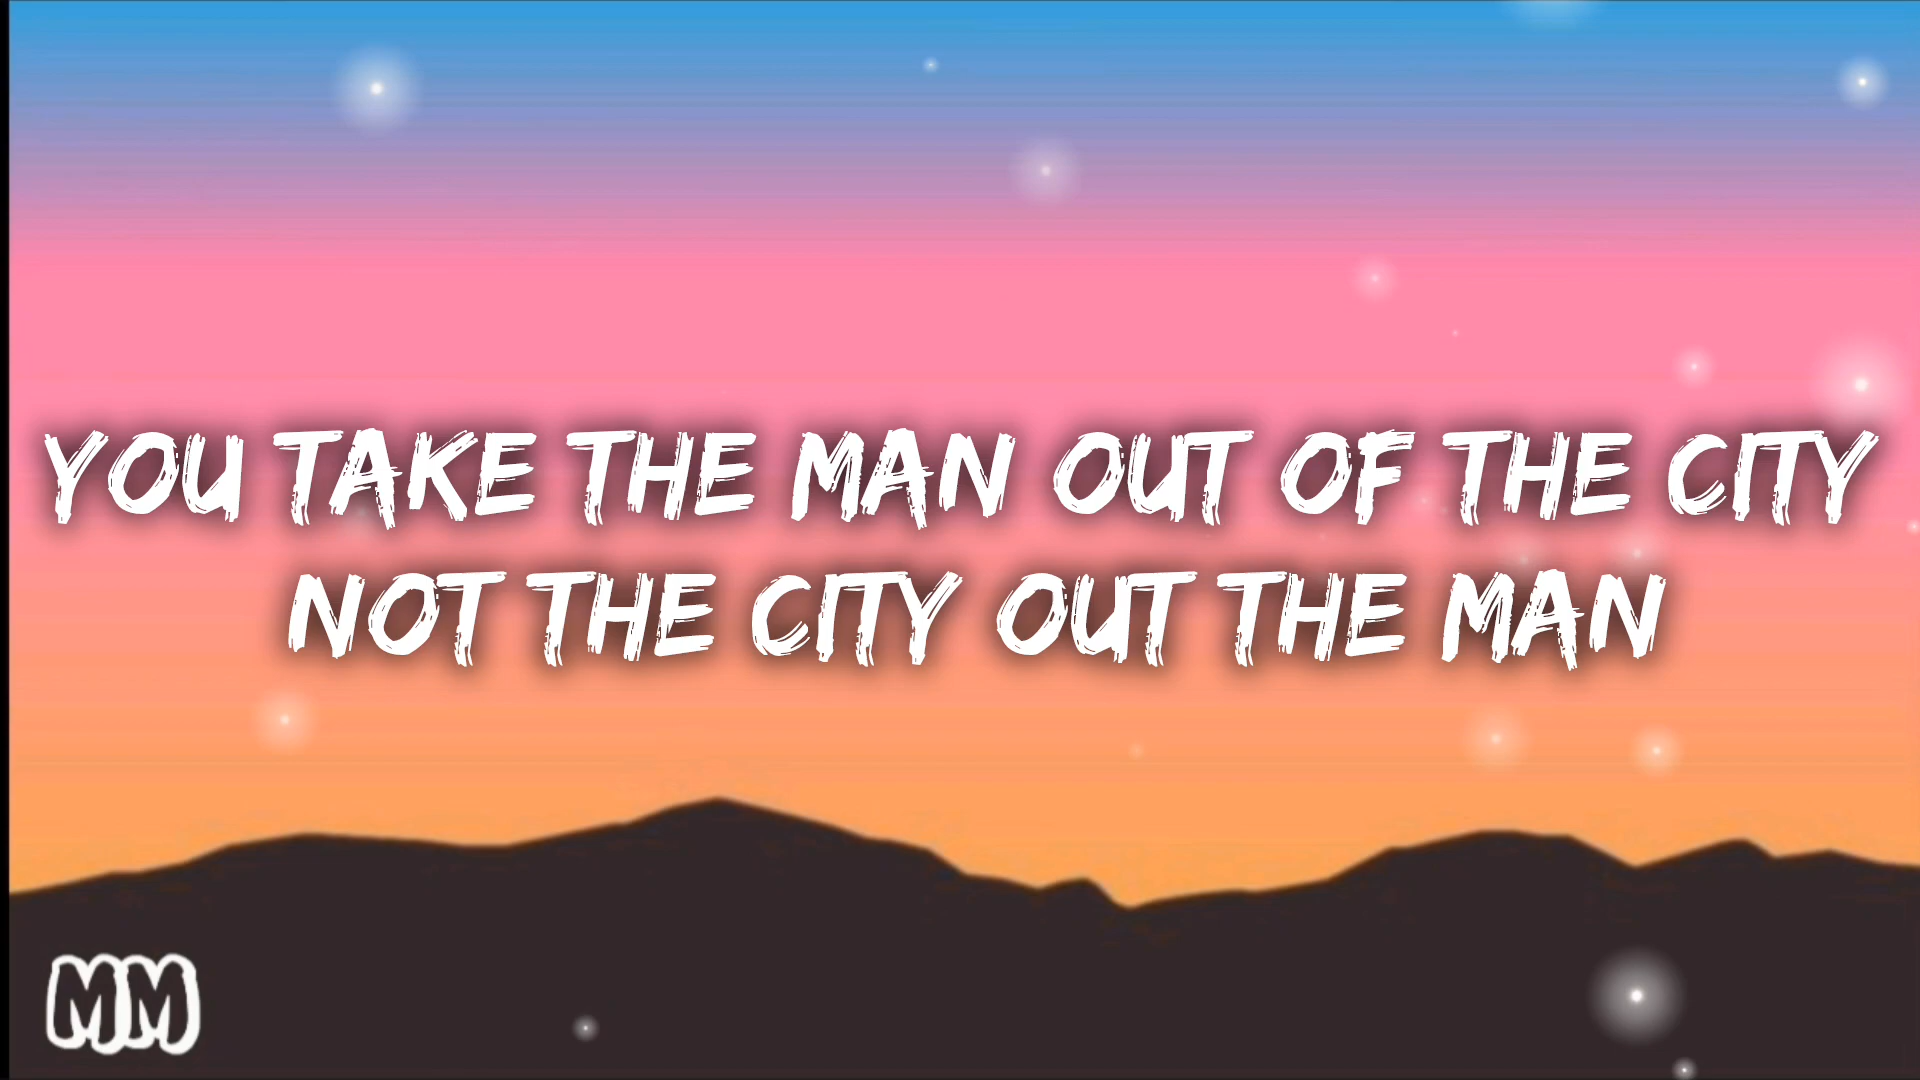 YOU TAKE THE MAN OUT OF THE CITY
NOT THE CITY OUT THE MAN
MM